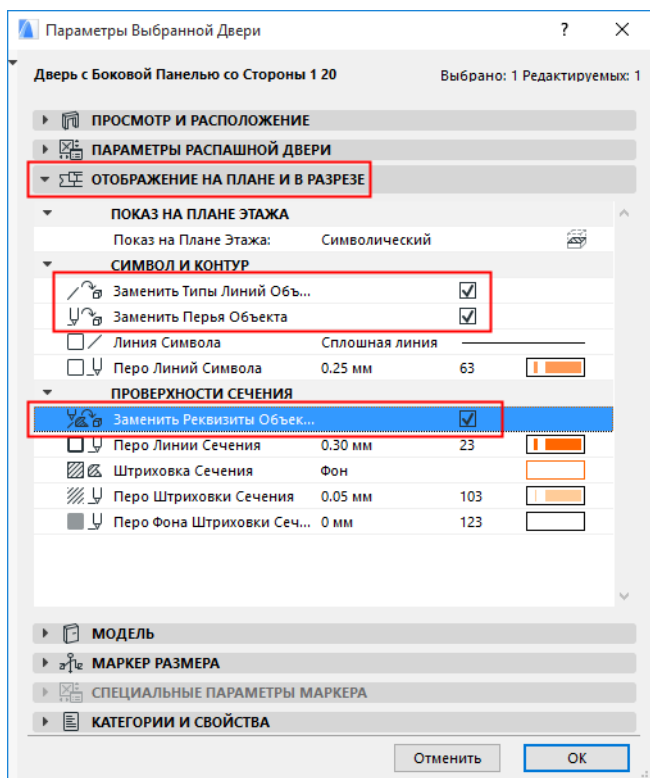 Параметры Выбранной Двери ? ×
Дверь с Боковой Панелью со Стороны 1 20 Выбрано: 1 Редактируемых: 1
ПРОСМОТР И РАСПОЛОЖЕНИЕ
ПАРАМЕТРЫ РАСПАШНОЙ ДВЕРИ
ОТОБРАЖЕНИЕ НА ПЛАНЕ И В РАЗРЕЗЕ
ПОКАЗ НА ПЛАНЕ ЭТАЖА
Показ на Плане Этажа: Символический
СИМВОЛ И КОНТУР
Заменить Типы Линий Объ...
Заменить Перья Объекта
Линия Символа Сплошная линия
Перо Линий Символа 0.25 мм 63
ПРОВЕРХНОСТИ СЕЧЕНИЯ
Заменить Реквизиты Объек...
Перо Линии Сечения 0.30 мм 23
Штриховка Сечения Фон
Перо Штриховки Сечения 0.05 мм 103
Перо Фона Штриховки Сеч... 0 мм 123
МОДЕЛЬ
МАРКЕР РАЗМЕРА
СПЕЦИАЛЬНЫЕ ПАРАМЕТРЫ МАРКЕРА
КАТЕГОРИИ И СВОЙСТВА
Отменить OK